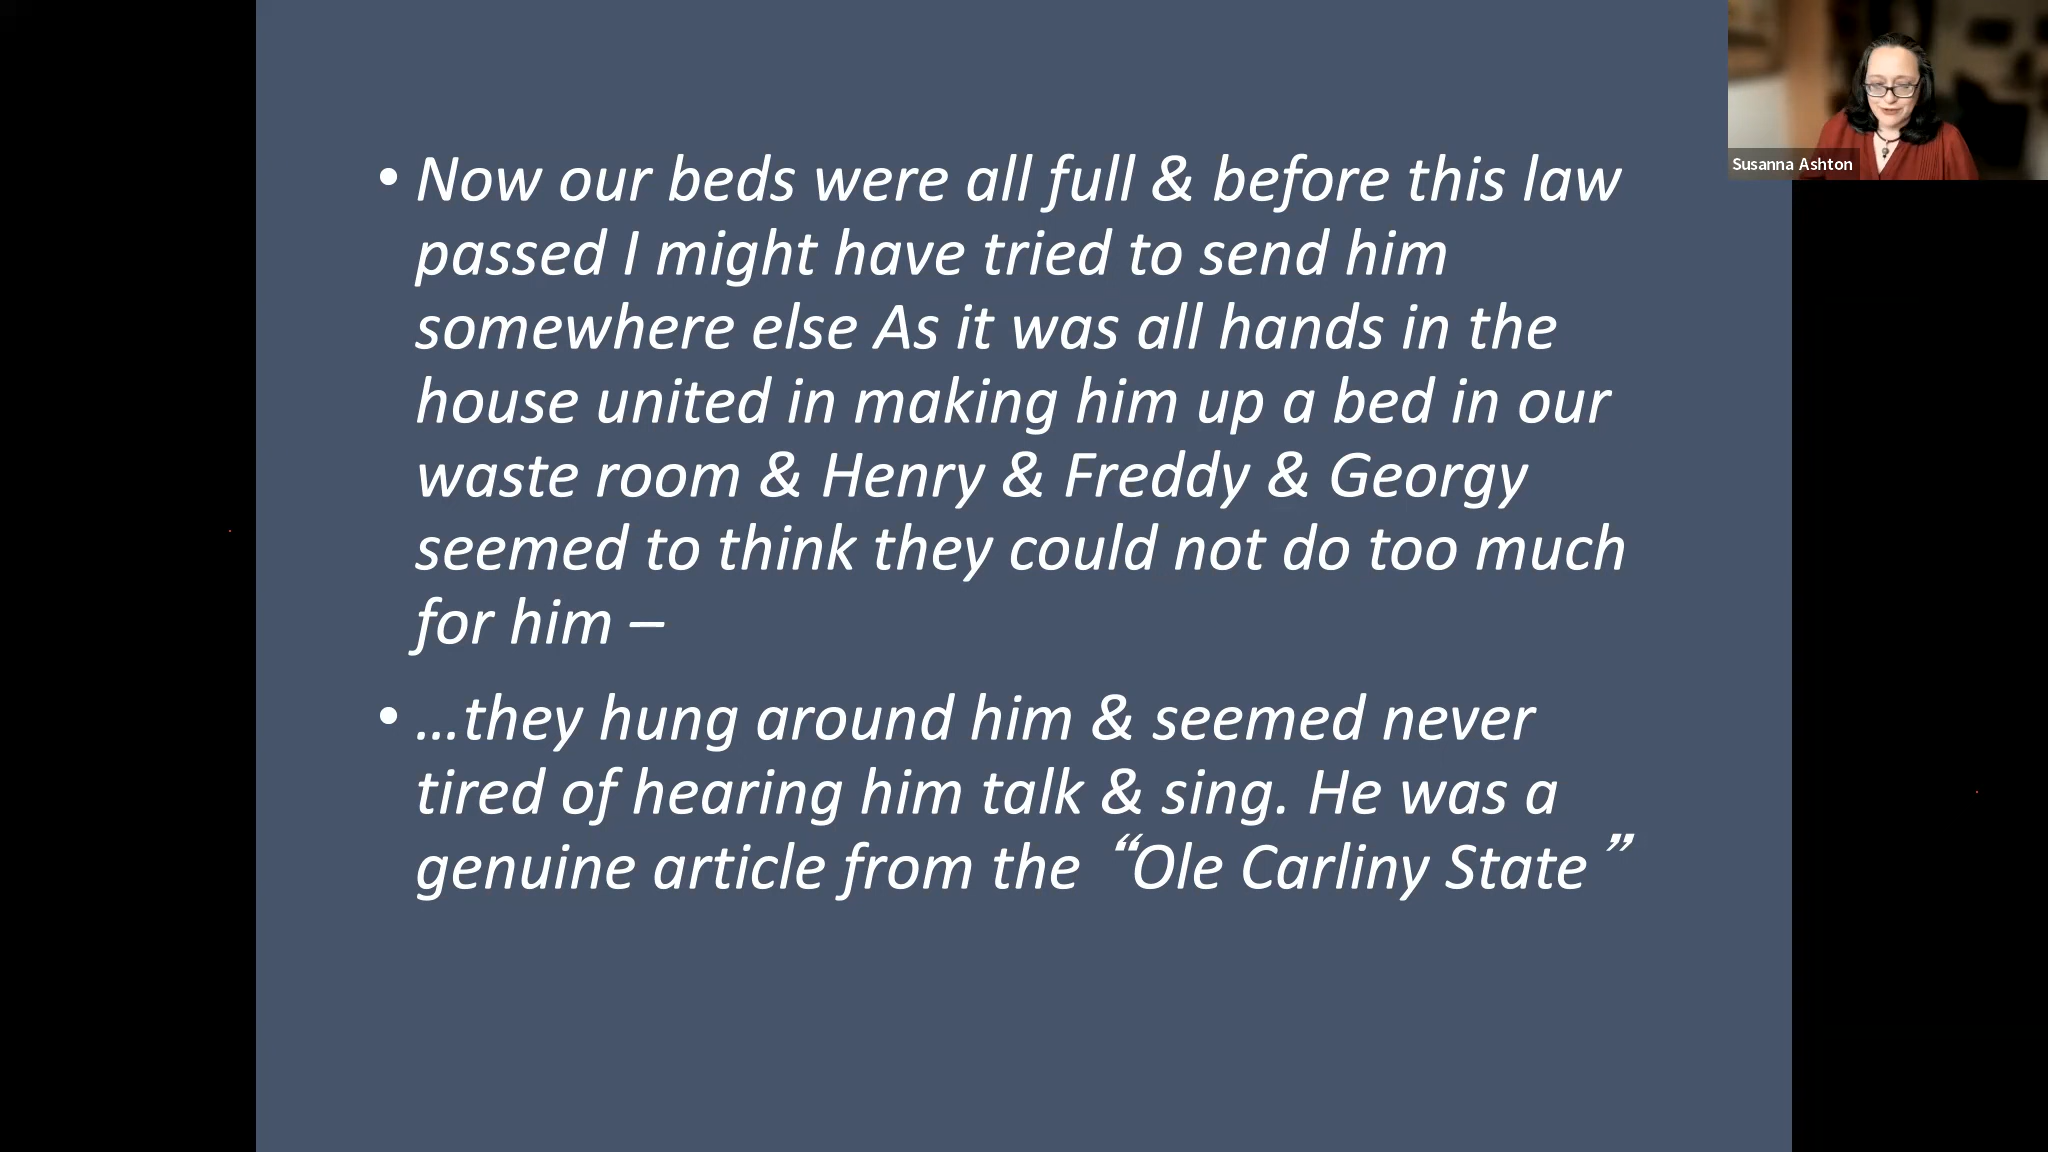 • Now our beds were all full & before this law
passed I might have tried to send him
somewhere else As it was all hands in the
house united in making him up a bed in our
waste room & Henry & Freddy & Georgy
seemed to think they could not do too much
for him –
• …they hung around him & seemed never
tired of hearing him talk & sing. He was a
genuine article from the “Ole Carliny State”
Susanna Ashton